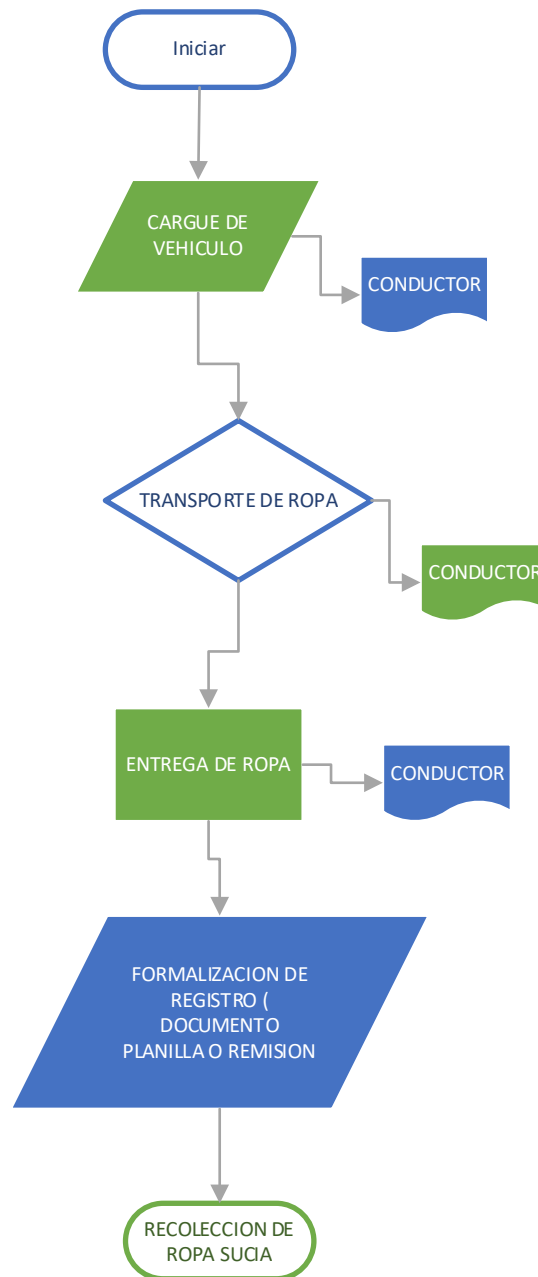 Iniciar
CARGUE DE
VEHICULO
CONDUCTOR
TRANSPORTE DE ROPA
CONDUCTOR
ENTREGA DE ROPA
CONDUCTOR
FORMALIZACION DE
REGISTRO (
DOCUMENTO
PLANILLA O REMISION
RECOLECCION DE
ROPA SUCIA